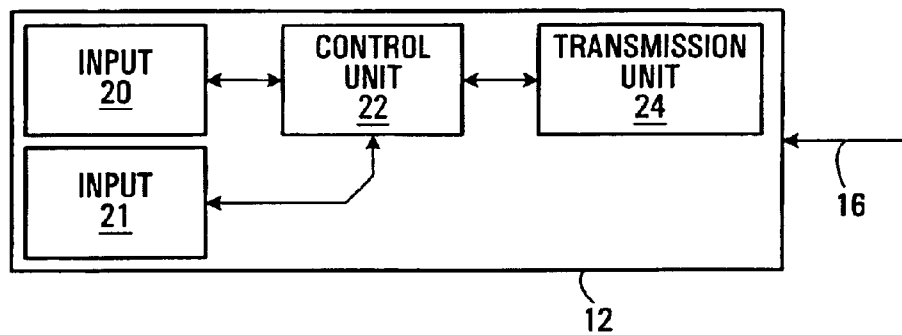 INPUT
20
CONTROL
UNIT
22
TRANSMISSION
UNIT
24
INPUT
21
16
12